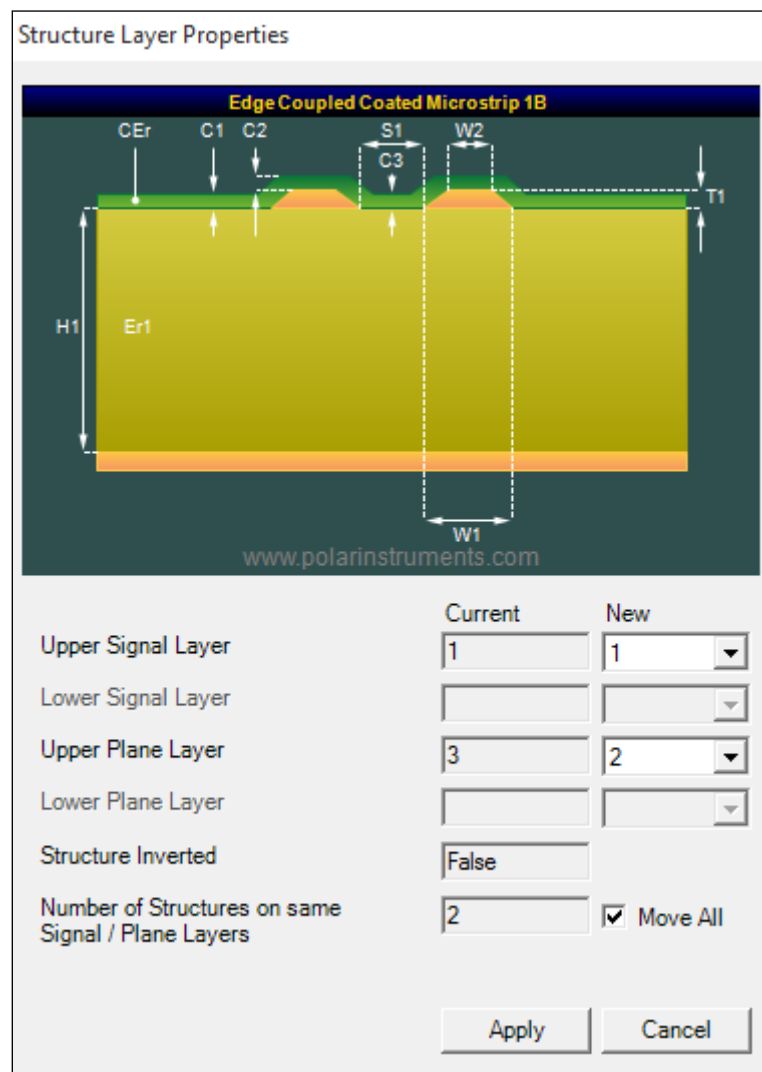 Structure Layer Properties
Edge Coupled Coated Microstrip 1B
CEr C1 C2 S1 W2
C3
T1
H1 Er1
W1
www.polarinstruments.com
Current New
Upper Signal Layer 1 1
Lower Signal Layer
Upper Plane Layer 3 2
Lower Plane Layer
Structure Inverted False
Number of Structures on same 2 Move All
Signal / Plane Layers
Apply Cancel